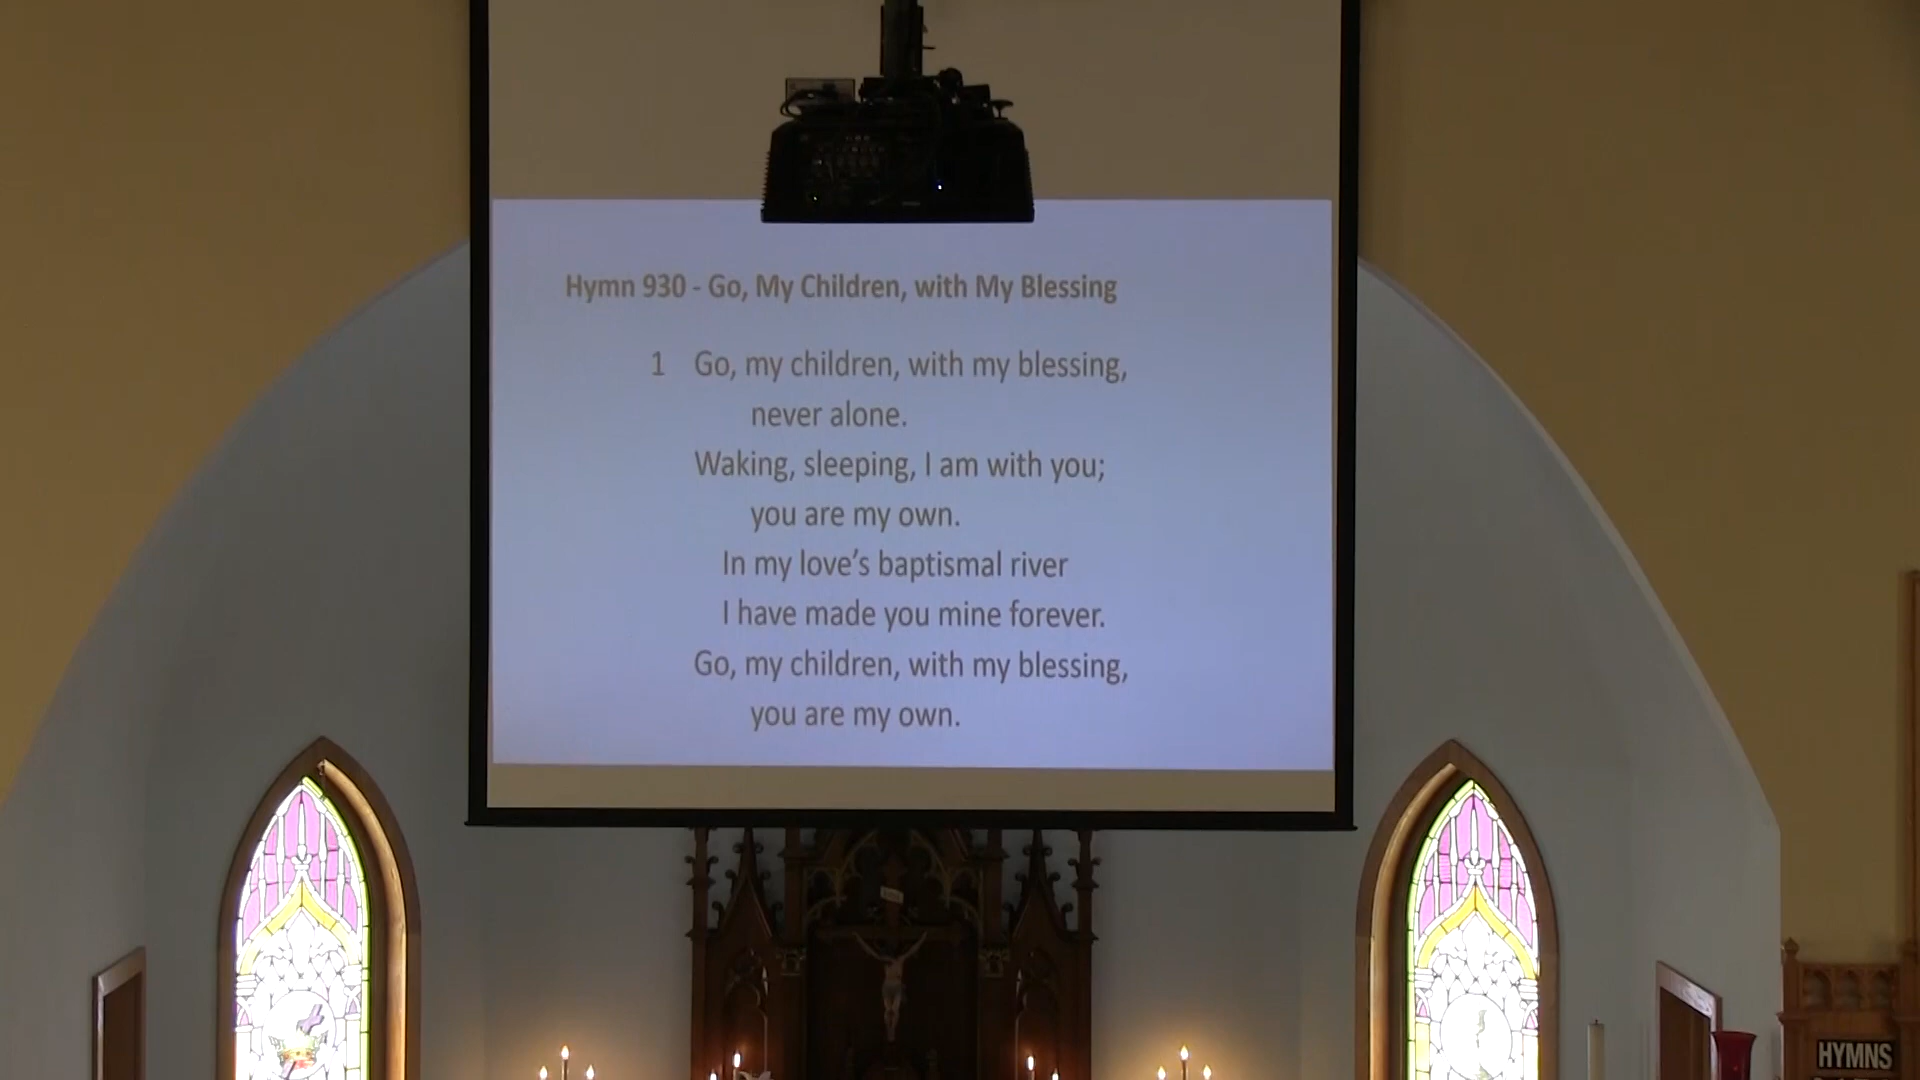 Hymn 930 - Go, My Children, with My Blessing
1 Go, my children, with my blessing,
never alone.
Waking, sleeping, I am with you;
you are my own.
In my love's baptismal river
I have made you mine forever.
Go, my children, with my blessing,
you are my own.
HYMNS